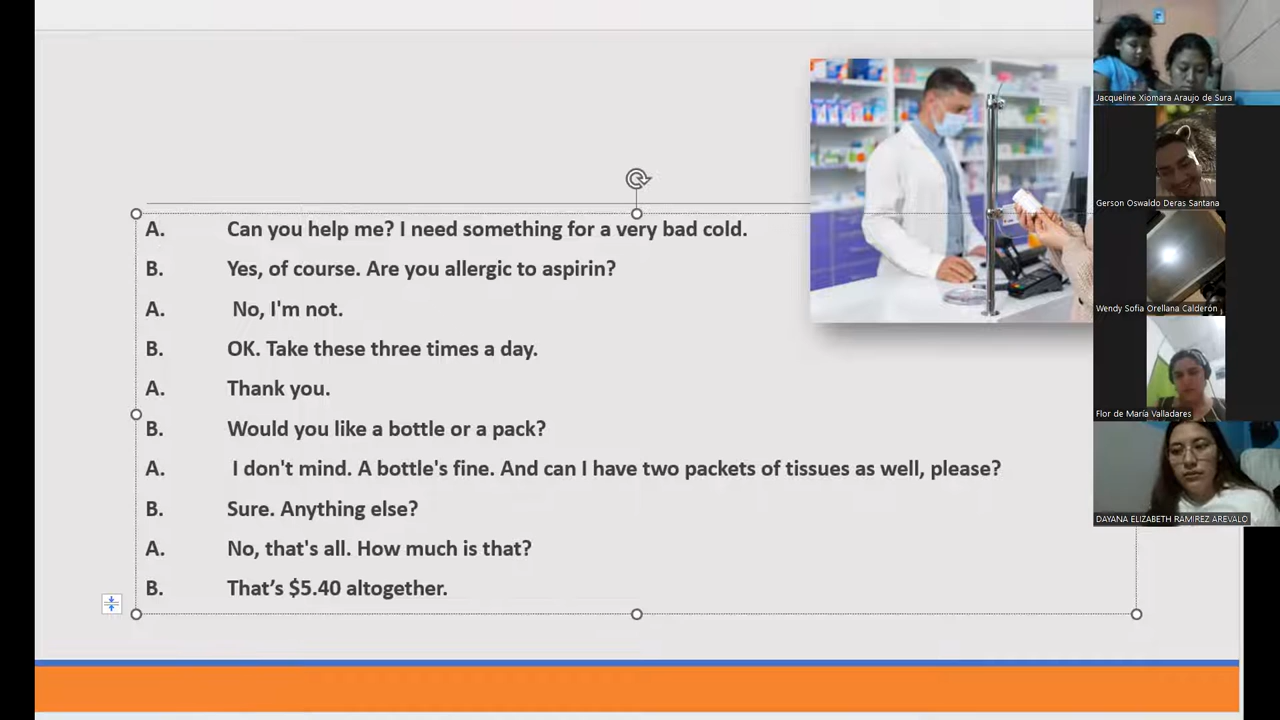 A. Can you help me? I need something for a very bad cold.
B. Yes, of course. Are you allergic to aspirin?
A. No, I'm not.
B. OK. Take these three times a day.
A. Thank you.
B. Would you like a bottle or a pack?
A. I don't mind. A bottle's fine. And can I have two packets of tissues as well, please?
B. Sure. Anything else?
A. No, that's all. How much is that?
B. That’s $5.40 altogether.
Jacqueline Xiomara Araujo de Sura
Gerson Oswaldo Deras Santana
Wendy Sofia Orellana Calderón
Flor de María Valladares
DAYANA ELIZABETH RAMIREZ AREVALO